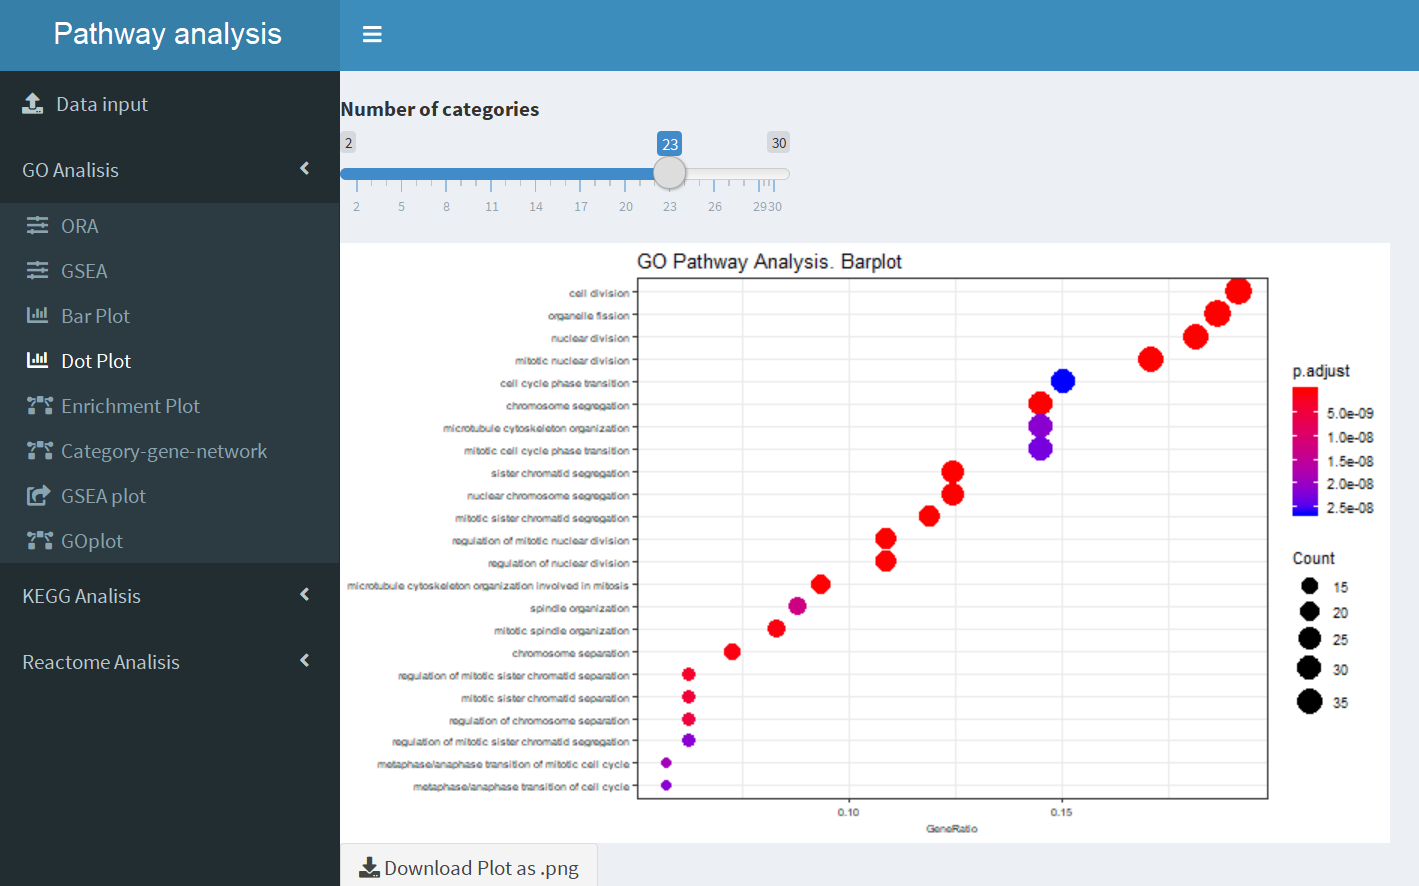 Pathway analysis
Data input
GO Analisis
ORA
GSEA
Bar Plot
Dot Plot
Enrichment Plot
Category-gene-network
GSEA plot
GOplot
KEGG Analisis
Reactome Analisis
Number of categories
2 23 30
2 5 8 11 14 17 20 23 26 29 30
GO Pathway Analysis. Barplot
cell division
organelle fission
nuclear division
mitotic nuclear division
cell cycle phase transition
chromosome segregation
microtubule cytoskeleton organization
mitotic cell cycle phase transition
sister chromatid segregation
nuclear chromosome segregation
mitotic sister chromatid segregation
regulation of mitotic nuclear division
regulation of nuclear division
microtubule cytoskeleton organization involved in mitosis
spindle organization
mitotic spindle organization
chromosome separation
regulation of mitotic sister chromatid separation
mitotic sister chromatid separation
regulation of chromosome separation
regulation of mitotic sister chromatid segregation
metaphase/anaphase transition of mitotic cell cycle
metaphase/anaphase transition of cell cycle
0.10 0.15
GeneRatio
p.adjust
5.0e-09
1.0e-08
1.5e-08
2.0e-08
2.5e-08
Count
15
20
25
30
35
Download Plot as .png